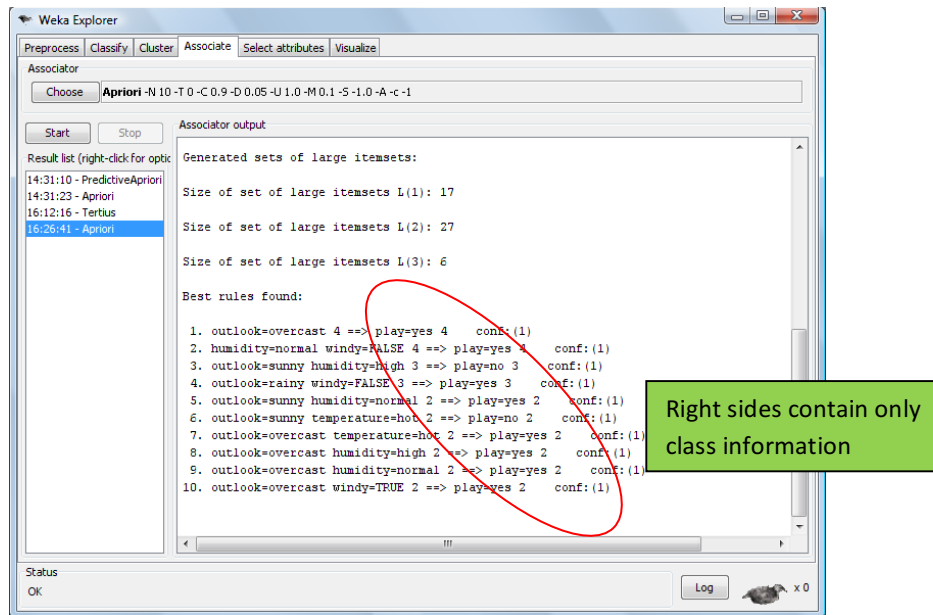 Weka Explorer
Preprocess Classify Cluster Associate Select attributes Visualize
Associator
Choose Apriori -N 10 -T 0 -C 0.9 -D 0.05 -U 1.0 -M 0.1 -S -1.0 -A -c -1
Start Stop
Result list (right-click for optic
14:31:10 - PredictiveApriori
14:31:23 - Apriori
16:12:16 - Tertius
16:26:41 - Apriori
Associator output
Generated sets of large itemsets:
Size of set of large itemsets L(1): 17
Size of set of large itemsets L(2): 27
Size of set of large itemsets L(3): 6
Best rules found:
1. outlook=overcast 4 ==> play=yes 4 conf:(1)
2. humidity=normal windy=FALSE 4 ==> play=yes 4 conf:(1)
3. outlook=sunny humidity=high 3 ==> play=no 3 conf:(1)
4. outlook=rainy windy=FALSE 3 ==> play=yes 3 conf:(1)
5. outlook=sunny humidity=normal 2 ==> play=yes 2 conf:(1)
6. outlook=sunny temperature=hot 2 ==> play=no 2 conf:(1)
7. outlook=overcast temperature=hot 2 ==> play=yes 2 conf:(1)
8. outlook=overcast humidity=high 2 ==> play=yes 2 conf:(1)
9. outlook=overcast humidity=normal 2 ==> play=yes 2 conf:(1)
10. outlook=overcast windy=TRUE 2 ==> play=yes 2 conf:(1)
Right sides contain only
class information
Status
OK
Log
x 0